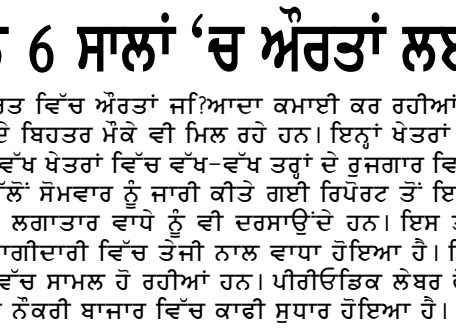 6 ਸਾਲਾਂ ‘ਚ ਔਰਤਾਂ
ਵਿੱਚ ਔਰਤਾਂ ਜਿ?ਆਦਾ ਕਮਾਈ ਕਰ ਰਹੀਆਂ
ਦੇ ਬਿਹਤਰ ਮੌਕੇ ਵੀ ਮਿਲ ਰਹੇ ਹਨ। ਇਨ੍ਹਾਂ ਖੇਤਰਾਂ
ਵੱਖ ਖੇਤਰਾਂ ਵਿੱਚ ਵੱਖ-ਵੱਖ ਤਰ੍ਹਾਂ ਦੇ ਰੁਜਗਾਰ
ਸੋਮਵਾਰ ਨੂੰ ਜਾਰੀ ਕੀਤੇ ਗਈ ਰਿਪੋਰਟ ਤੋਂ
ਲਗਾਤਾਰ ਵਾਧੇ ਨੂੰ ਵੀ ਦਰਸਾਉਂਦੇ ਹਨ। ਇਸ
ਵਿੱਚ ਤੇਜੀ ਨਾਲ ਵਾਧਾ ਹੋਇਆ ਹੈ।
ਸਾਮਲ ਹੋ ਰਹੀਆਂ ਹਨ। ਪੀਰੀਓਡਿਕ ਲੇਬਰ
ਨੌਕਰੀ ਬਾਜਾਰ ਵਿੱਚ ਕਾਫੀ ਸੁਧਾਰ ਹੋਇਆ ਹੈ।